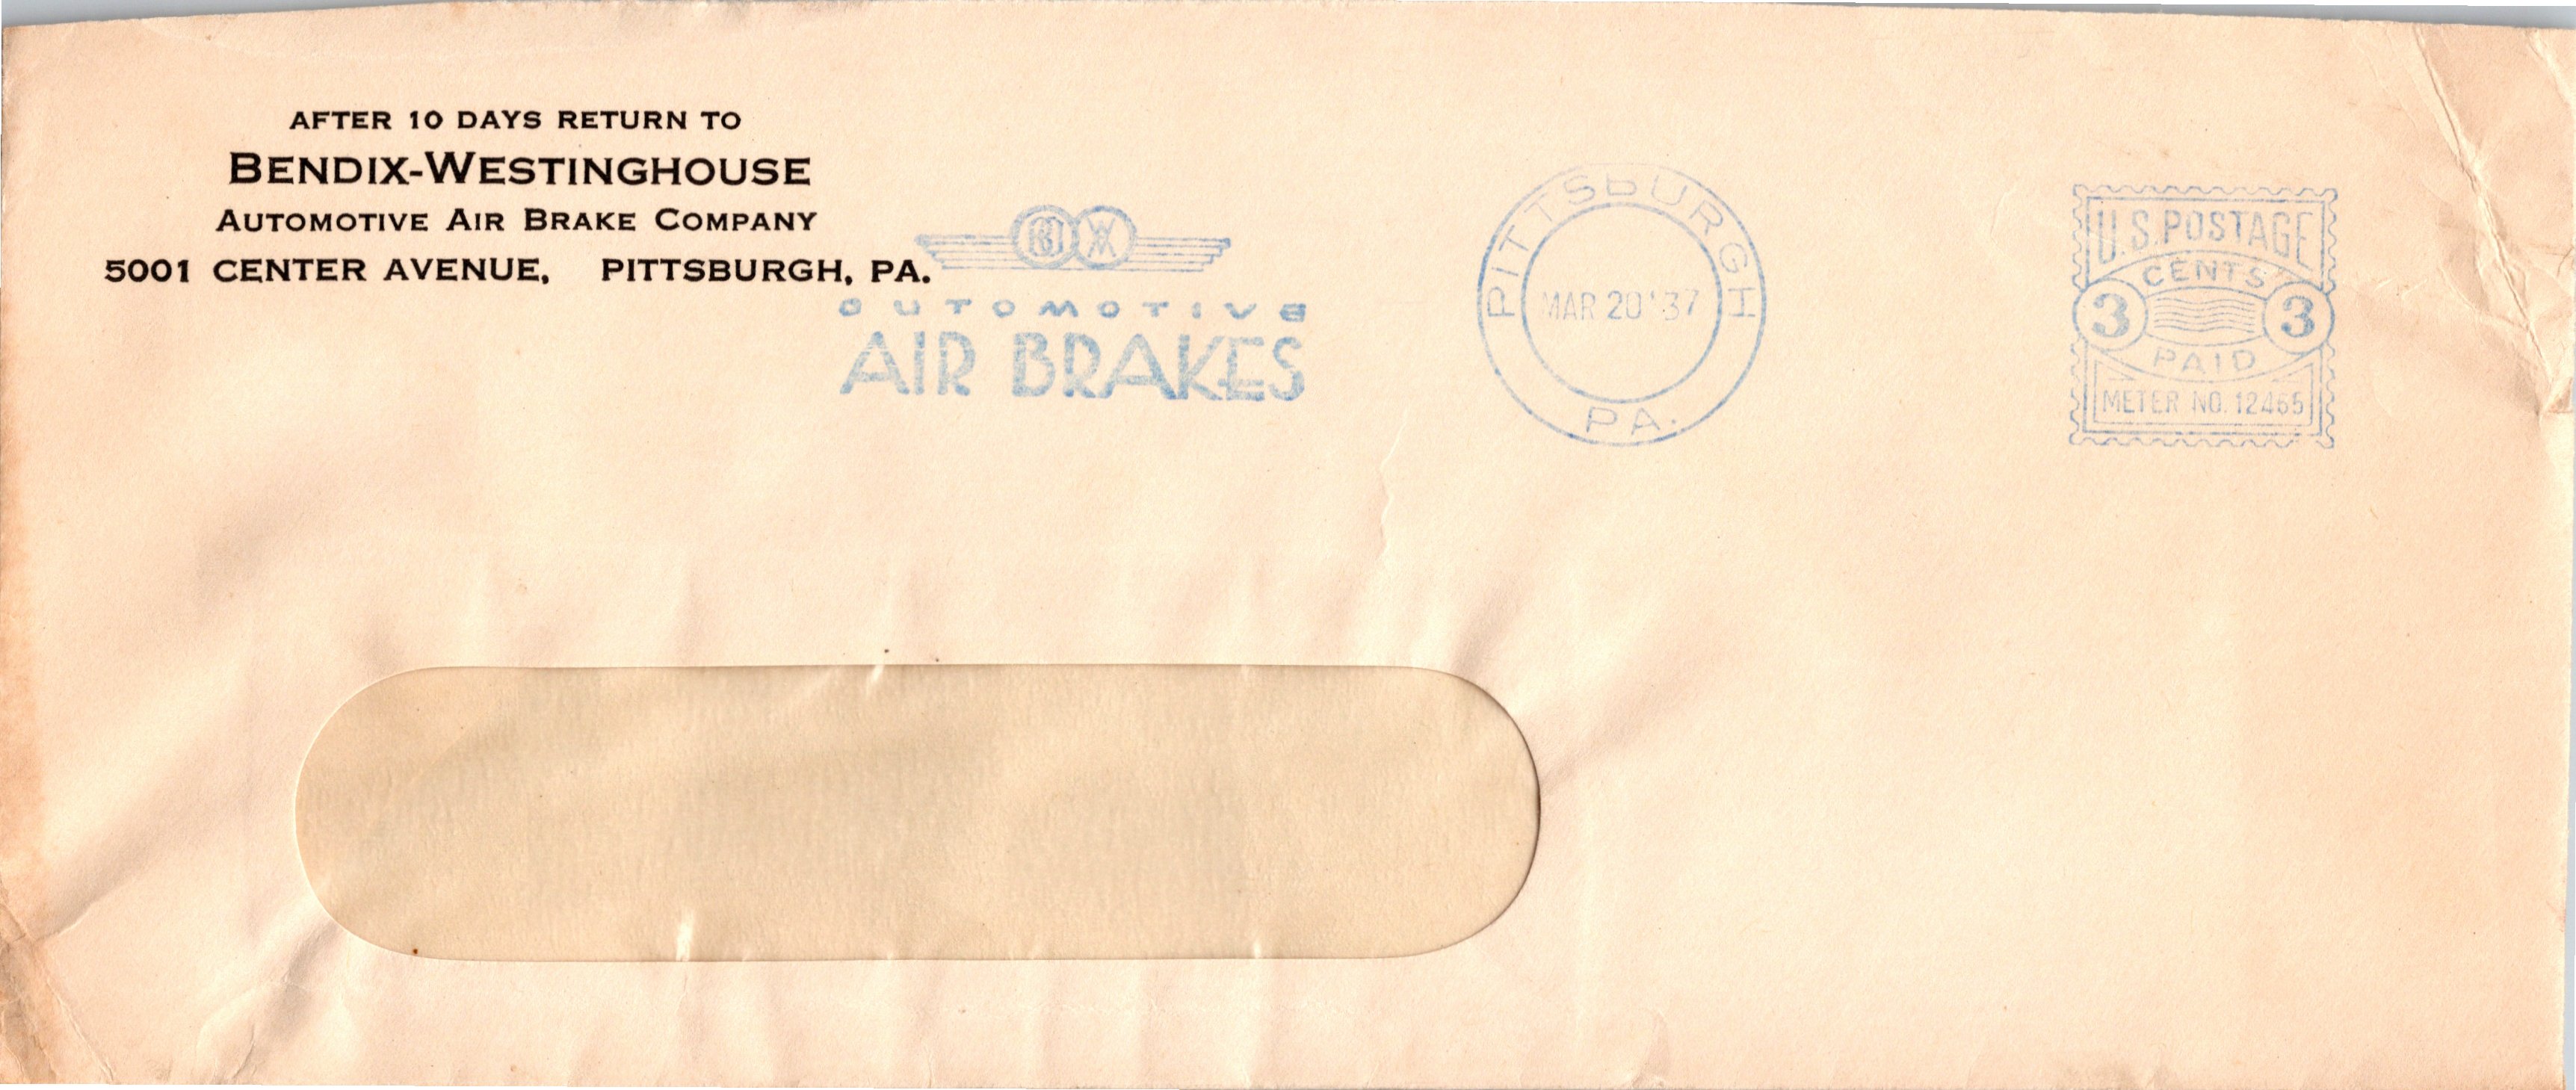 AFTER 10 DAYS RETURN TO
BENDIX-WESTINGHOUSE
AUTOMOTIVE AIR BRAKE COMPANY
5001 CENTER AVENUE, PITTSBURGH, PA.
AUTOMOTIVE
AIR BRAKES
PITTSBURGH
MAR 20 '37
PA.
U.S. POSTAGE
CENTS
3 3
PAID
METER NO. 12465